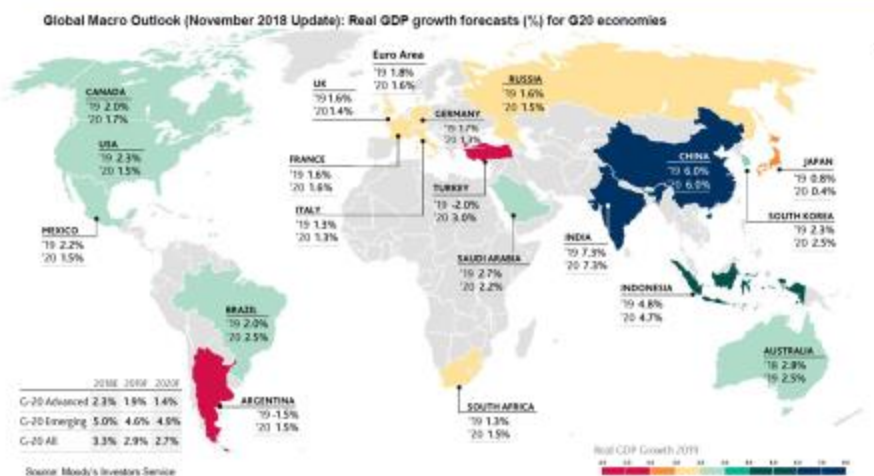 Global Macro Outlook (November 2018 Update): Real GDP growth forecasts (%) for G20 economies
Euro Area
'19 1.8%
'20 1.6%
CANADA
'19 2.0%
'20 1.7%
UK
'19 1.6%
'20 1.4%
RUSSIA
'19 1.6%
'20 1.5%
GERMANY
'19 1.7%
USA
'19 2.3%
'20 1.5%
FRANCE
'19 1.6%
'20 1.6%
CHINA
'19 6.0%
'20 6.0%
JAPAN
'19 0.8%
'20 0.4%
TURKEY
'19 -2.0%
'20 3.0%
ITALY
'19 1.3%
'20 1.3%
SOUTH KOREA
'19 2.3%
'20 2.5%
MEXICO
'19 2.2%
'20 1.5%
INDIA
'19 7.3%
'20 7.3%
SAUDI ARABIA
'19 2.7%
'20 2.2%
INDONESIA
'19 4.8%
'20 4.7%
BRAZIL
'19 2.0%
'20 2.5%
AUSTRALIA
'18 2.8%
'19 2.5%
2018E 2019F 2020F
G-20 Advanced 2.3% 1.9% 1.4%
G-20 Emerging 5.0% 4.6% 4.8%
G-20 All 3.3% 2.9% 2.7%
ARGENTINA
'19 -1.5%
'20 1.5%
SOUTH AFRICA
'19 1.3%
'20 1.5%
Real GDP Growth 2019
Source: Moody's Investors Service